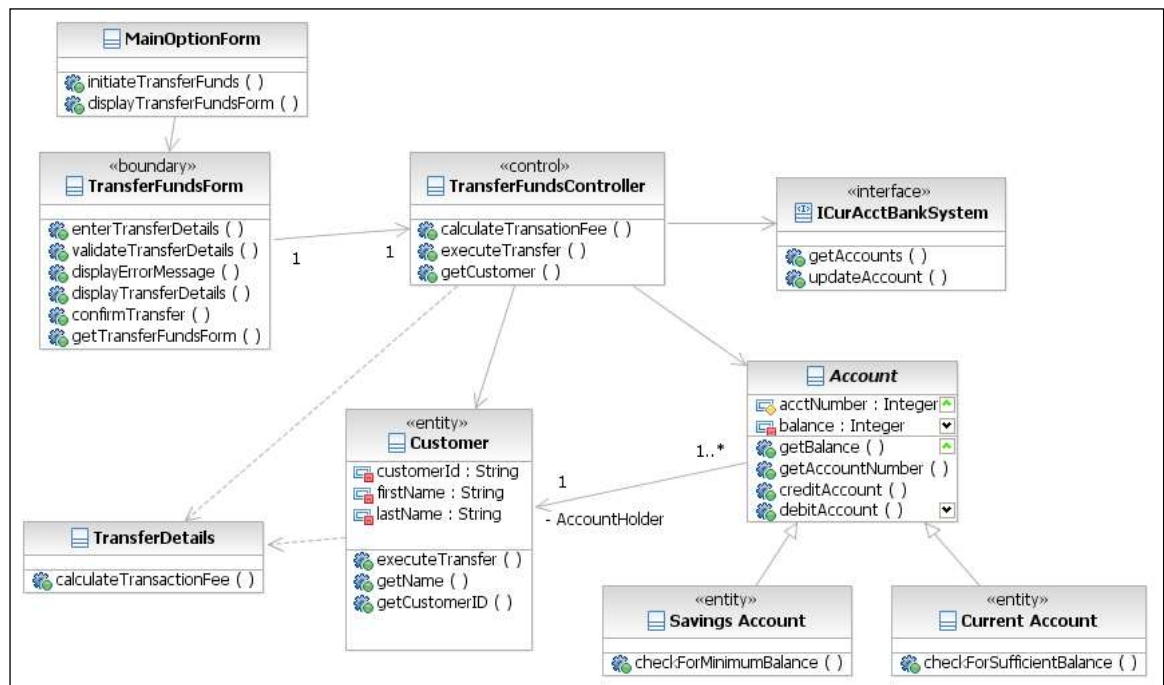 MainOptionForm
initiateTransferFunds ( )
displayTransferFundsForm ( )
«boundary»
TransferFundsForm
enterTransferDetails ( )
validateTransferDetails ( )
displayErrorMessage ( )
displayTransferDetails ( )
confirmTransfer ( )
getTransferFundsForm ( )
1
1
«control»
TransferFundsController
calculateTransationFee ( )
executeTransfer ( )
getCustomer ( )
«interface»
ICurAcctBankSystem
getAccounts ( )
updateAccount ( )
Account
acctNumber : Integer
balance : Integer
getBalance ( )
getAccountNumber ( )
creditAccount ( )
debitAccount ( )
1..*
1
- AccountHolder
«entity»
Customer
customerId : String
firstName : String
lastName : String
executeTransfer ( )
getName ( )
getCustomerID ( )
TransferDetails
calculateTransactionFee ( )
«entity»
Savings Account
checkForMinimumBalance ( )
«entity»
Current Account
checkForSufficientBalance ( )